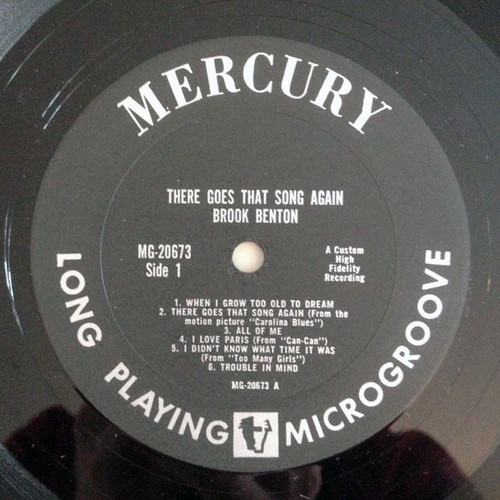 MERCURY
THERE GOES THAT SONG AGAIN
BROOK BENTON
MG-20673
Side 1
A Custom
High
Fidelity
Recording
1. WHEN I GROW TOO OLD TO DREAM
2. THERE GOES THAT SONG AGAIN (From the
motion picture "Carolina Blues")
3. ALL OF ME
4. I LOVE PARIS (From "Can-Can")
5. I DIDN'T KNOW WHAT TIME IT WAS
(From "Too Many Girls")
6. TROUBLE IN MIND
MG-20673 A
LONG PLAYING MICROGROOVE